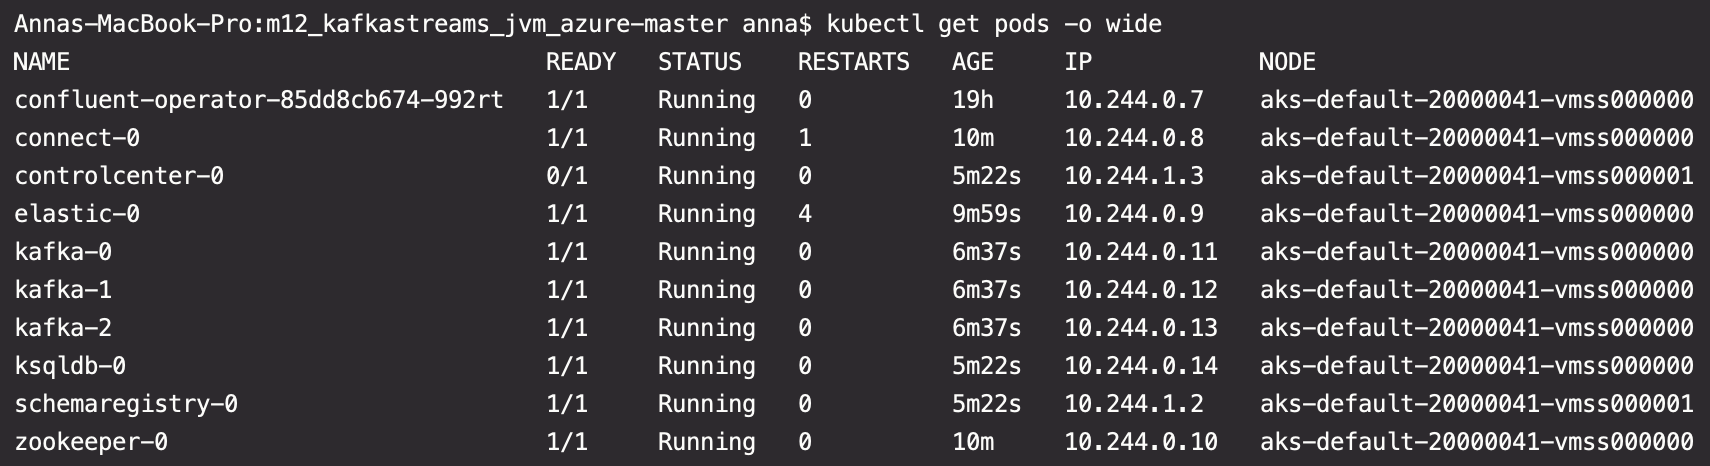 Annas-MacBook-Pro:m12_kafkastreams_jvm_azure-master anna$ kubectl get pods -o wide
NAME READY STATUS RESTARTS AGE IP NODE
confluent-operator-85dd8cb674-992rt 1/1 Running 0 19h 10.244.0.7 aks-default-20000041-vmss000000
connect-0 1/1 Running 1 10m 10.244.0.8 aks-default-20000041-vmss000000
controlcenter-0 0/1 Running 0 5m22s 10.244.1.3 aks-default-20000041-vmss000001
elastic-0 1/1 Running 4 9m59s 10.244.0.9 aks-default-20000041-vmss000000
kafka-0 1/1 Running 0 6m37s 10.244.0.11 aks-default-20000041-vmss000000
kafka-1 1/1 Running 0 6m37s 10.244.0.12 aks-default-20000041-vmss000000
kafka-2 1/1 Running 0 6m37s 10.244.0.13 aks-default-20000041-vmss000000
ksqldb-0 1/1 Running 0 5m22s 10.244.0.14 aks-default-20000041-vmss000000
schemaregistry-0 1/1 Running 0 5m22s 10.244.1.2 aks-default-20000041-vmss000001
zookeeper-0 1/1 Running 0 10m 10.244.0.10 aks-default-20000041-vmss000000